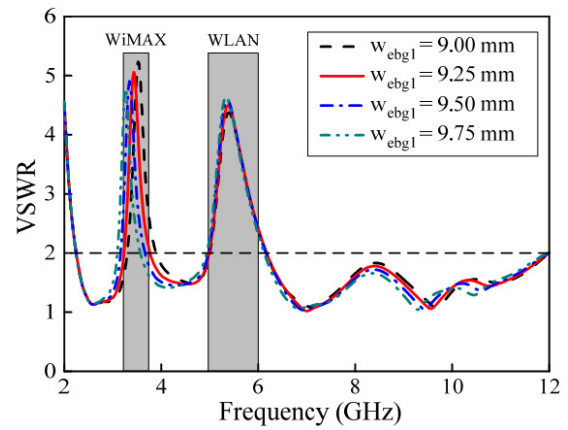 WiMAX WLAN
w_ebg1 = 9.00 mm
w_ebg1 = 9.25 mm
w_ebg1 = 9.50 mm
w_ebg1 = 9.75 mm
6
5
4
3
2
1
0
VSWR
2 4 6 8 10 12
Frequency (GHz)